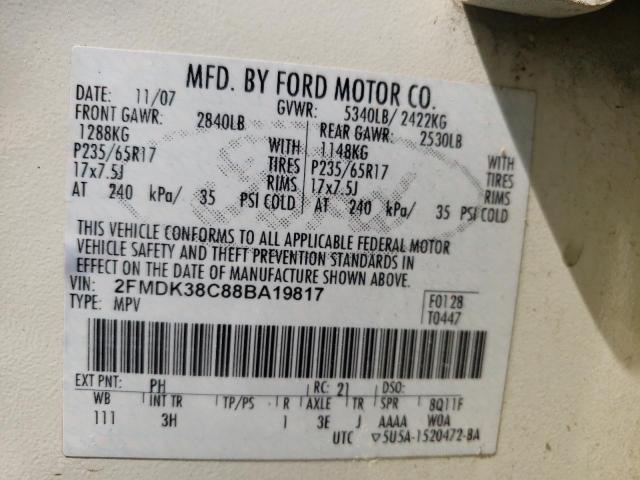 MFD. BY FORD MOTOR CO.
DATE: 11/07 GVWR: 5340LB/ 2422KG
FRONT GAWR: 2840LB REAR GAWR: 2530LB
1288KG WITH 1148KG WITH
P235/65R17 TIRES P235/65R17 TIRES
17x7.5J RIMS 17x7.5J RIMS
AT 240 kPa/ 35 PSI COLD AT 240 kPa/ 35 PSI COLD
THIS VEHICLE CONFORMS TO ALL APPLICABLE FEDERAL MOTOR
VEHICLE SAFETY AND THEFT PREVENTION STANDARDS IN
EFFECT ON THE DATE OF MANUFACTURE SHOWN ABOVE.
VIN: 2FMDK38C88BA19817 F0128
TYPE: MPV T0447
EXT PNT: PH RC: 21 DSO:
WB INT TR TP/PS R AXLE TR SPR 8Q11F
111 3H I 3E J AAAA W0A
UTC ▽5U5A-1520472-BA